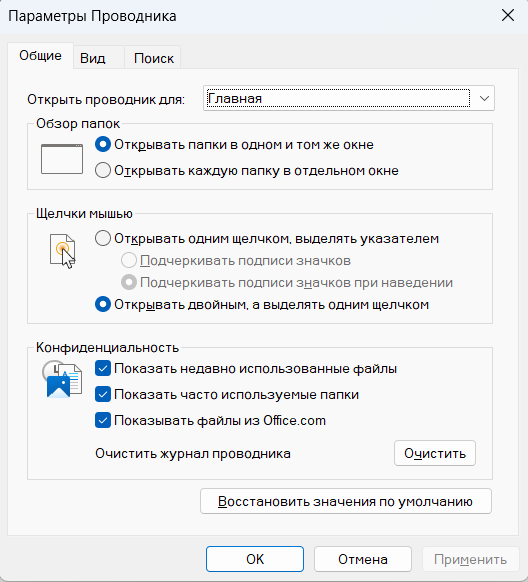 Параметры Проводника
Общие Вид Поиск
Открыть проводник для: Главная
Обзор папок
Открывать папки в одном и том же окне
Открывать каждую папку в отдельном окне
Щелчки мышью
Открывать одним щелчком, выделять указателем
Подчеркивать подписи значков
Подчеркивать подписи значков при наведении
Открывать двойным, а выделять одним щелчком
Конфиденциальность
Показать недавно использованные файлы
Показать часто используемые папки
Показывать файлы из Office.com
Очистить журнал проводника Очистить
Восстановить значения по умолчанию
ОК Отмена Применить